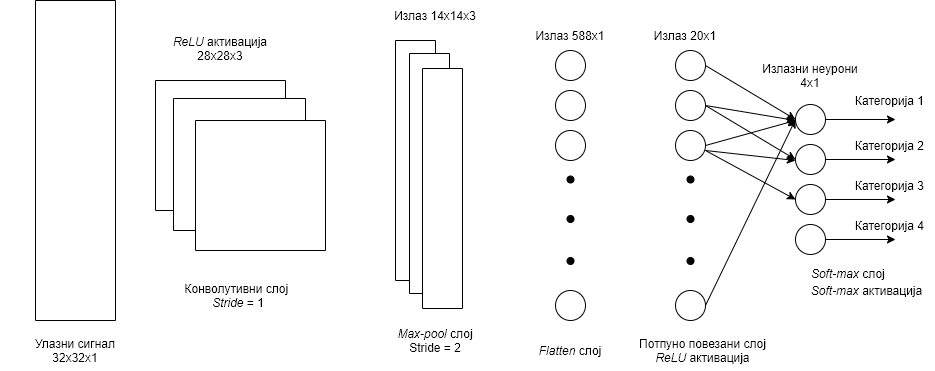 Улазни сигнал
32x32x1
ReLU активација
28x28x3
Конволутивни слој
Stride = 1
Излаз 14x14x3
Max-pool слој
Stride = 2
Излаз 588x1
Flatten слој
Излаз 20x1
Потпуно повезани слој
ReLU активација
Излазни неурони
4x1
Категорија 1
Категорија 2
Категорија 3
Категорија 4
Soft-max слој
Soft-max активација